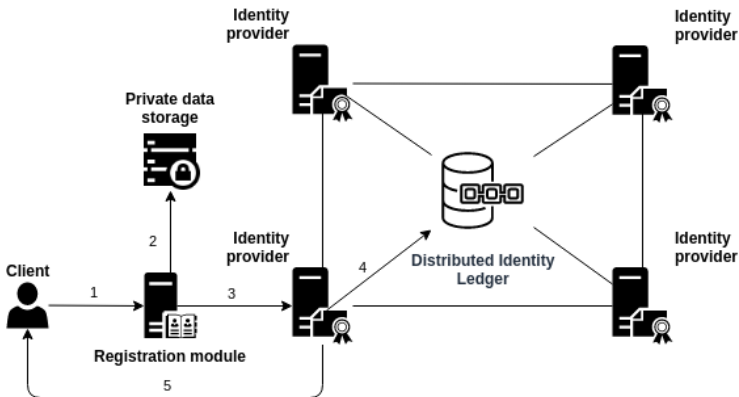 Identity
provider
Identity
provider
Private data
storage
2
Identity
provider
Identity
provider
4
Distributed Identity
Ledger
Client
1
3
Registration module
5